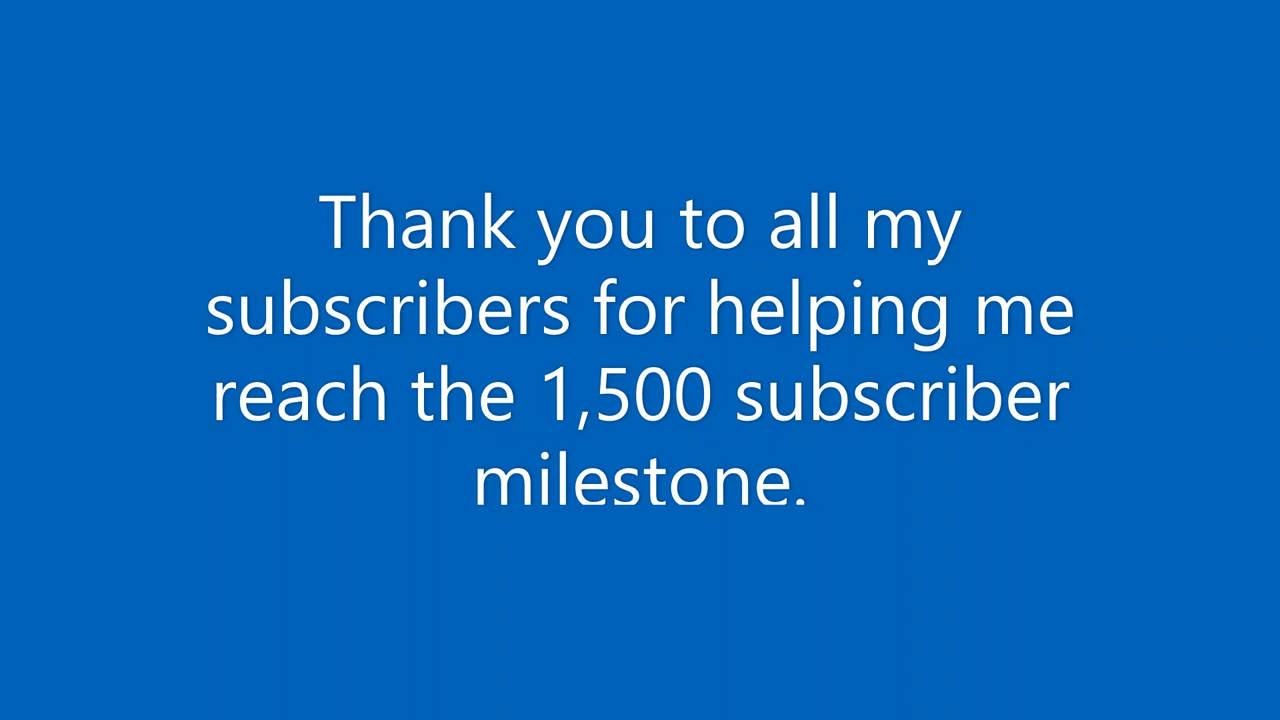 Thank you to all my
subscribers for helping me
reach the 1,500 subscriber
milestone.